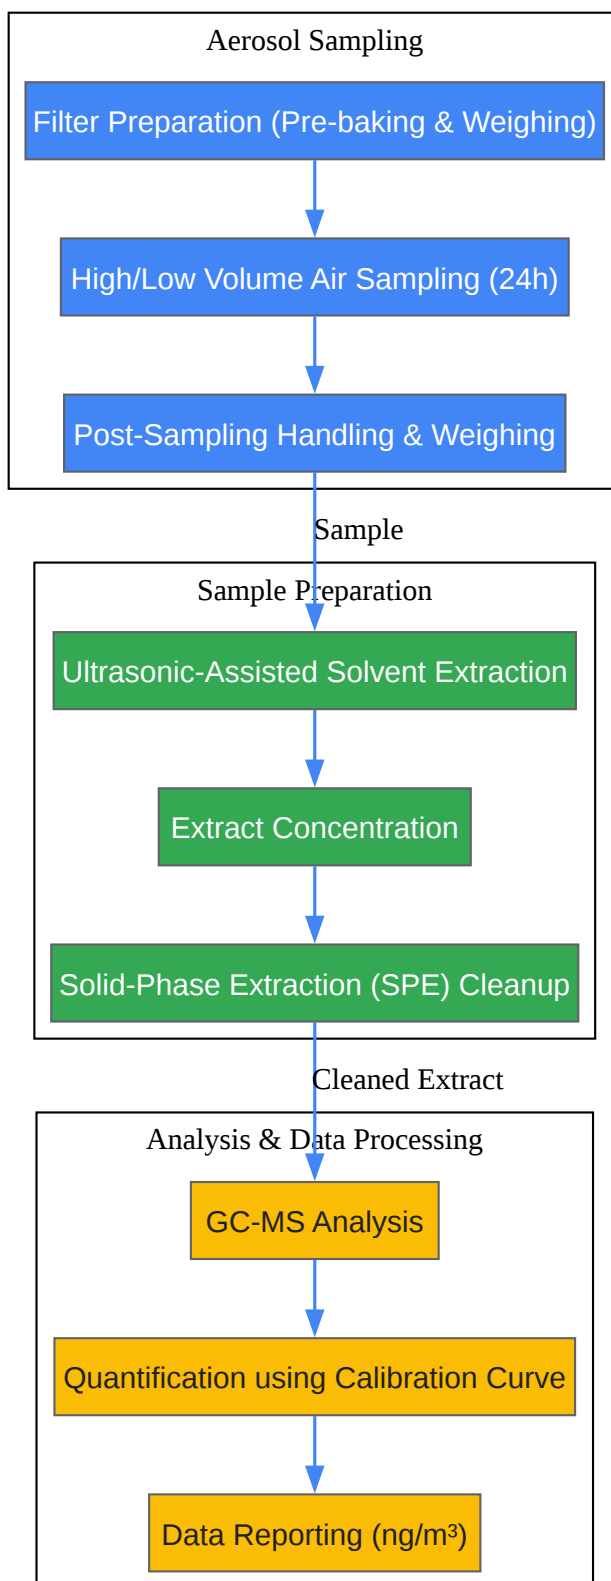 Aerosol Sampling
Filter Preparation (Pre-baking & Weighing)
High/Low Volume Air Sampling (24h)
Post-Sampling Handling & Weighing
Sample
Sample Preparation
Ultrasonic-Assisted Solvent Extraction
Extract Concentration
Solid-Phase Extraction (SPE) Cleanup
Cleaned Extract
Analysis & Data Processing
GC-MS Analysis
Quantification using Calibration Curve
Data Reporting (ng/m³)